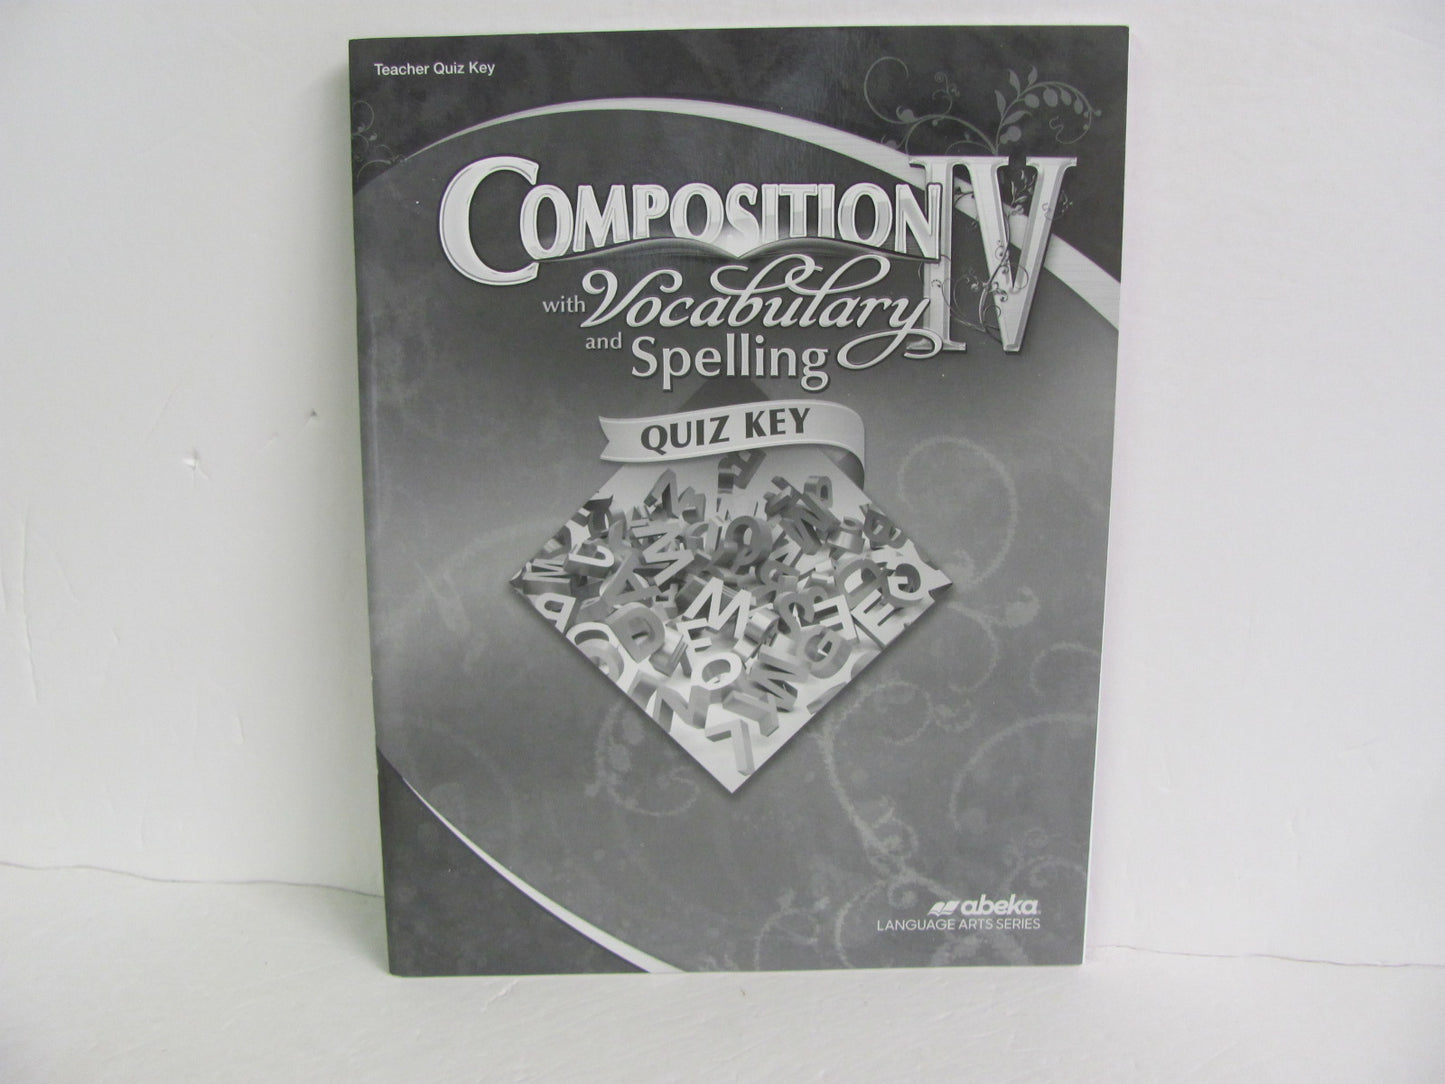 Teacher Quiz Key
COMPOSITION IV
with Vocabulary
and Spelling
QUIZ KEY
abeka
LANGUAGE ARTS SERIES